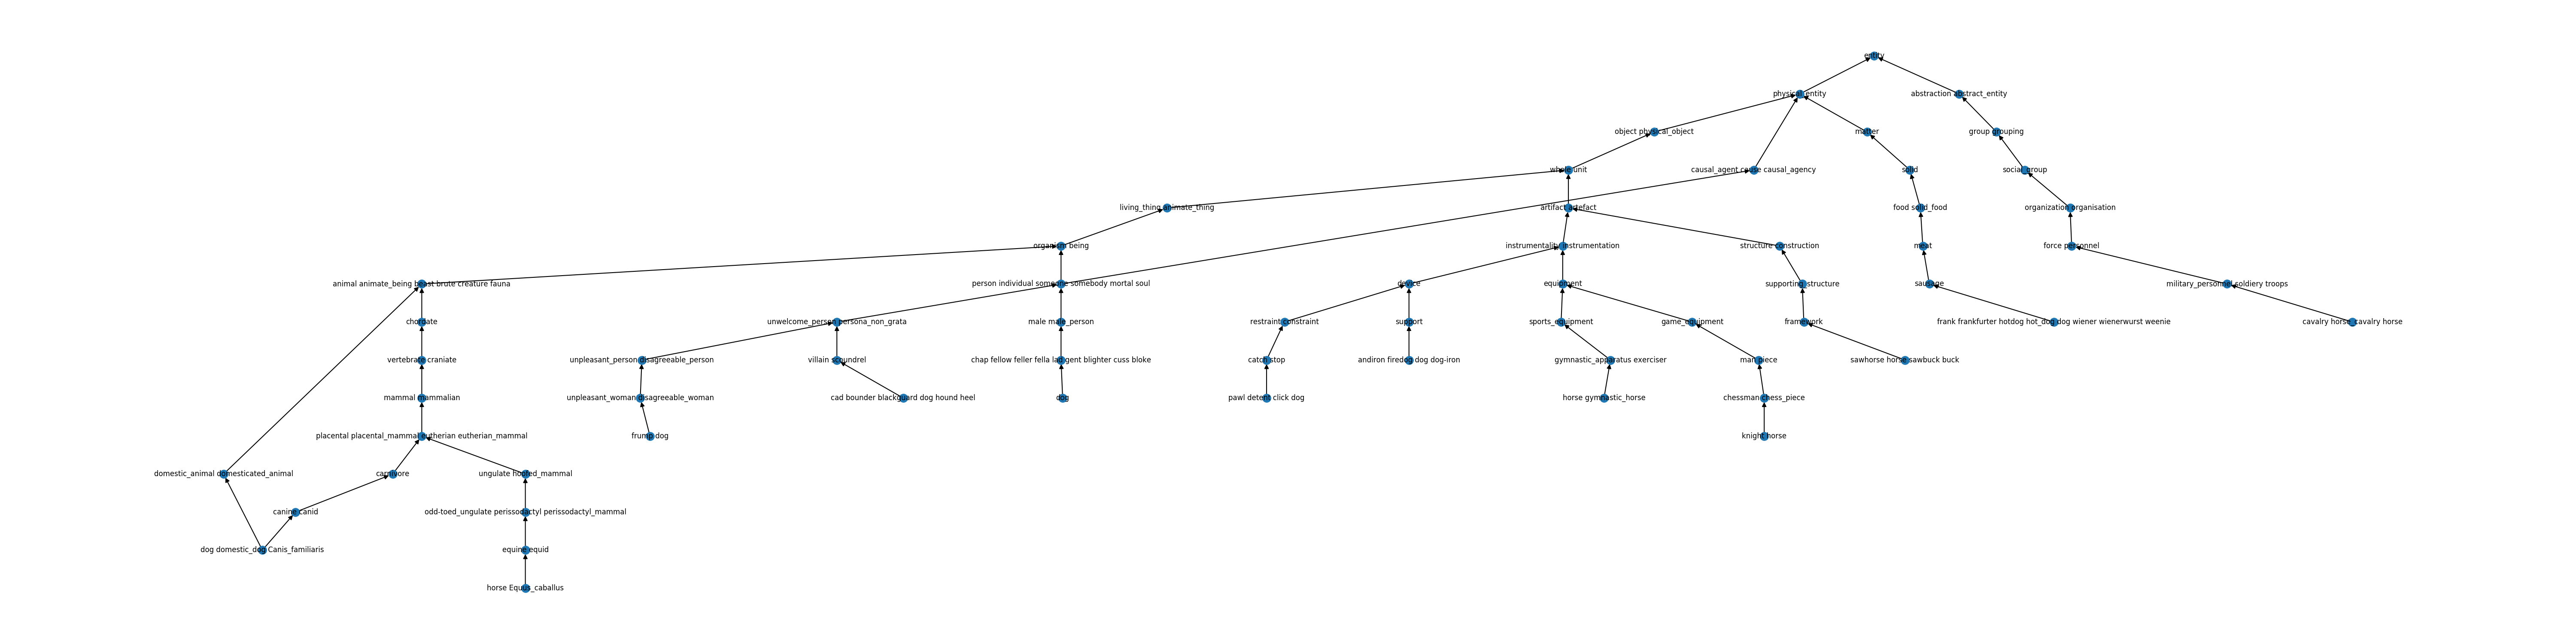 entity
physical_entity
abstraction abstract_entity
object physical_object
matter
group grouping
whole unit
causal_agent cause causal_agency
solid
social_group
living_thing animate_thing
artifact artefact
food solid_food
organization organisation
organism being
instrumentality instrumentation
structure construction
meat
force personnel
animal animate_being beast brute creature fauna
person individual someone somebody mortal soul
device
equipment
supporting_structure
sausage
military_personnel soldiery troops
chordate
unwelcome_person persona_non_grata
male male_person
restraint constraint
support
sports_equipment
game_equipment
framework
frank frankfurter hotdog hot_dog dog wiener wienerwurst weenie
cavalry horse_cavalry horse
vertebrate craniate
unpleasant_person disagreeable_person
villain scoundrel
chap fellow feller fella lad gent blighter cuss bloke
catch stop
andiron firedog dog dog-iron
gymnastic_apparatus exerciser
man piece
sawhorse horse sawbuck buck
mammal mammalian
unpleasant_woman disagreeable_woman
cad bounder blackguard dog hound heel
dog
pawl detent click dog
horse gymnastic_horse
chessman chess_piece
placental placental_mammal eutherian eutherian_mammal
frump dog
knight horse
domestic_animal domesticated_animal
carnivore
ungulate hoofed_mammal
canine canid
odd-toed_ungulate perissodactyl perissodactyl_mammal
dog domestic_dog Canis_familiaris
equine equid
horse Equus_caballus